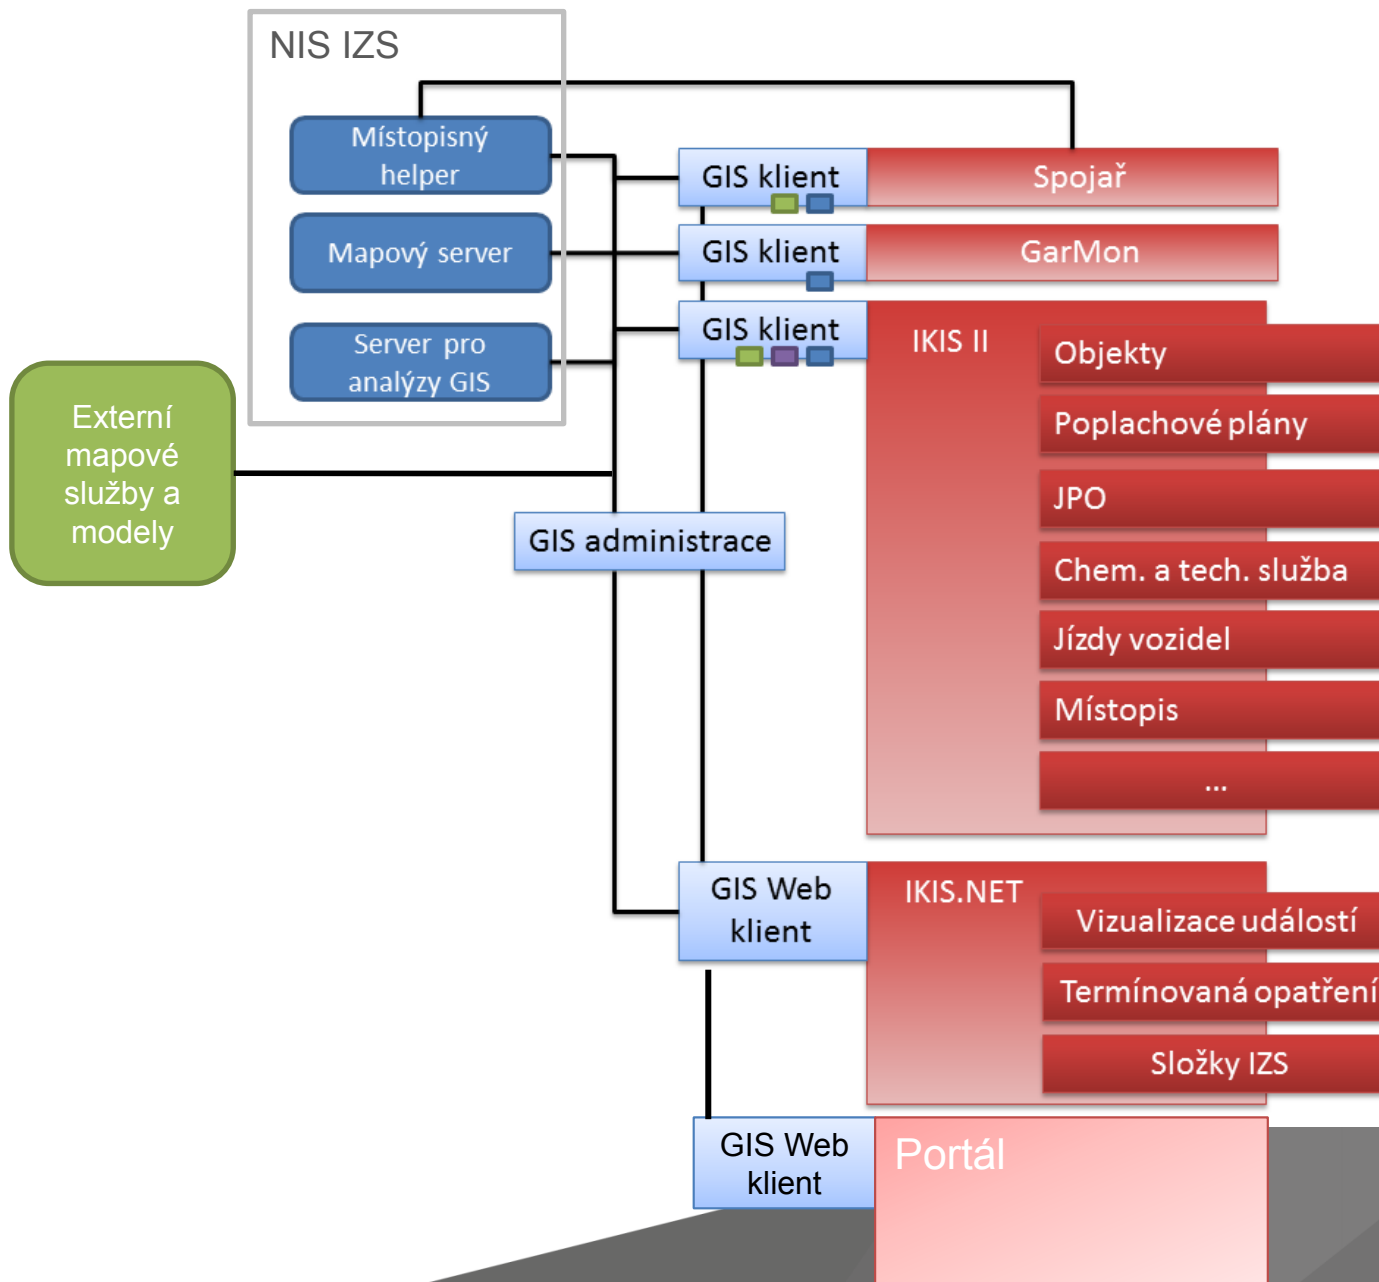 NIS IZS
Místopisný
helper
Mapový server
Server pro
analýzy GIS
Externí
mapové
služby a
modely
GIS administrace
GIS klient
Spojař
GIS klient
GarMon
GIS klient
IKIS II
Objekty
Poplachové plány
JPO
Chem. a tech. služba
Jízdy vozidel
Místopis
...
GIS Web
klient
IKIS.NET
Vizualizace událostí
Termínovaná opatření
Složky IZS
GIS Web
klient
Portál